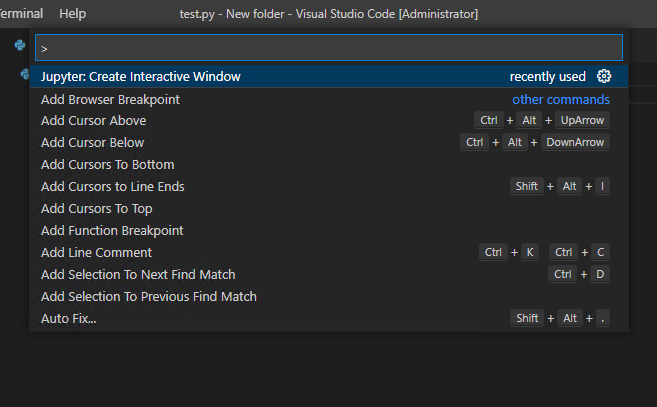 Terminal Help test.py - New folder - Visual Studio Code [Administrator]
>
Jupyter: Create Interactive Window recently used
Add Browser Breakpoint other commands
Add Cursor Above Ctrl + Alt + UpArrow
Add Cursor Below Ctrl + Alt + DownArrow
Add Cursors To Bottom
Add Cursors to Line Ends Shift + Alt + I
Add Cursors To Top
Add Function Breakpoint
Add Line Comment Ctrl + K Ctrl + C
Add Selection To Next Find Match Ctrl + D
Add Selection To Previous Find Match
Auto Fix... Shift + Alt + .